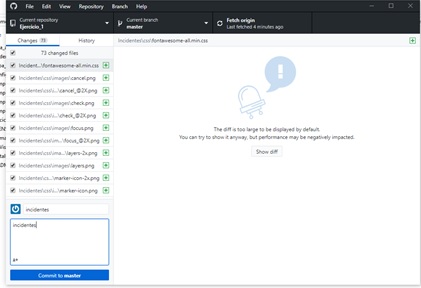 File Edit View Repository Branch Help
Current repository
Ejercicio_1
Current branch
master
Fetch origin
Last fetched 4 minutes ago
Changes 73
History
Incidentes\css\fontawesome-all.min.css
73 changed files
Incident...\fontawesome-all.min.css
Incidentes\css\images\cancel.png
Incidentes\css\i...\cancel_@2X.png
Incidentes\css\images\check.png
Incidentes\css\i...\check_@2X.png
Incidentes\css\images\focus.png
Incidentes\css\im...\focus_@2X.png
Incidentes\css\ima...\layers-2x.png
Incidentes\css\images\layers.png
Incidentes\c...\marker-icon-2x.png
Incidentes\css\i...\marker-icon.png
The diff is too large to be displayed by default.
You can try to show it anyway, but performance may be negatively impacted.
Show diff
incidentes
incidentes
Commit to master